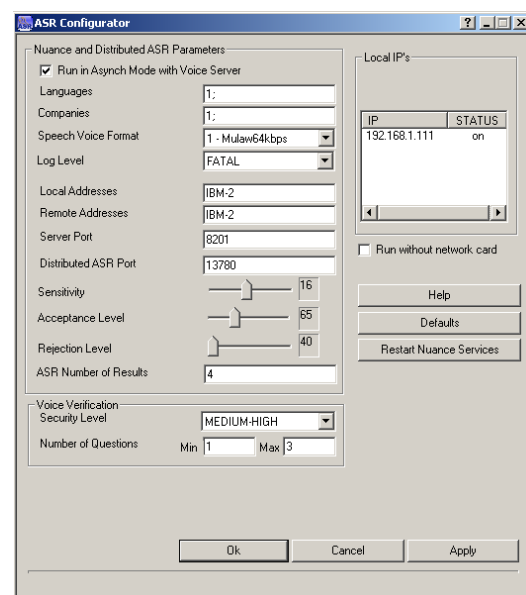 ASR Configurator
Nuance and Distributed ASR Parameters
Run in Asynch Mode with Voice Server
Languages 1;
Companies 1;
Speech Voice Format 1 - Mulaw64kbps
Log Level FATAL
Local Addresses IBM-2
Remote Addresses IBM-2
Server Port 8201
Distributed ASR Port 13780
Sensitivity 16
Acceptance Level 65
Rejection Level 40
ASR Number of Results 4
Voice Verification
Security Level MEDIUM-HIGH
Number of Questions Min 1 Max 3
Local IP's
IP STATUS
192.168.1.111 on
Run without network card
Help
Defaults
Restart Nuance Services
Ok Cancel Apply